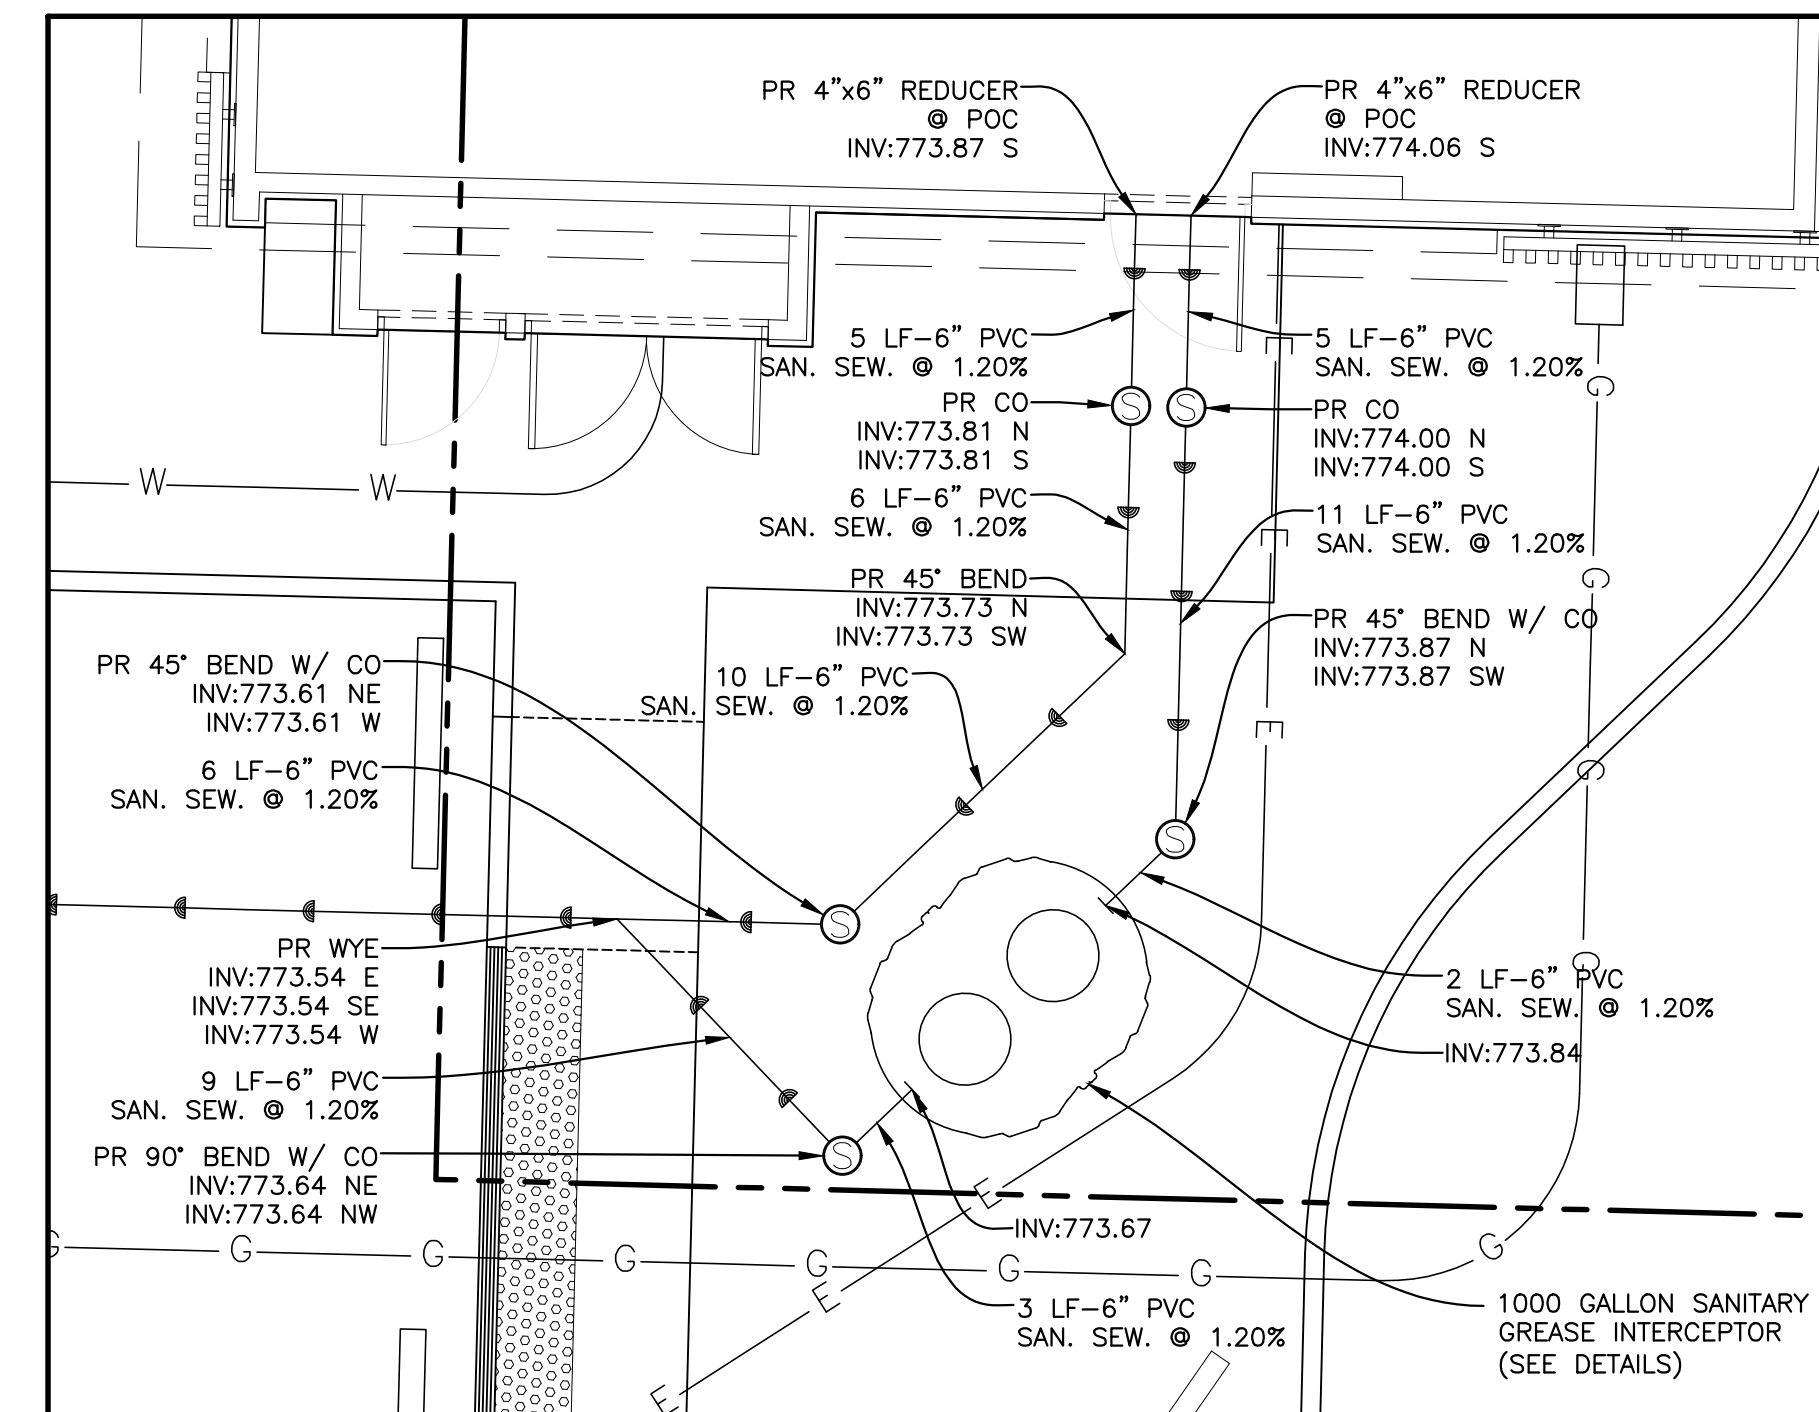 PR 4”x6” REDUCER
@ POC
INV:773.87 S
PR 4”x6” REDUCER
@ POC
INV:774.06 S
5 LF-6” PVC
SAN. SEW. @ 1.20%
5 LF-6” PVC
SAN. SEW. @ 1.20%
PR CO
INV:773.81 N
INV:773.81 S
PR CO
INV:774.00 N
INV:774.00 S
6 LF-6” PVC
SAN. SEW. @ 1.20%
11 LF-6” PVC
SAN. SEW. @ 1.20%
PR 45° BEND
INV:773.73 N
INV:773.73 SW
PR 45° BEND W/ CO
INV:773.87 N
INV:773.87 SW
PR 45° BEND W/ CO
INV:773.61 NE
INV:773.61 W
10 LF-6” PVC
SAN. SEW. @ 1.20%
6 LF-6” PVC
SAN. SEW. @ 1.20%
PR WYE
INV:773.54 E
INV:773.54 SE
INV:773.54 W
2 LF-6” PVC
SAN. SEW. @ 1.20%
INV:773.84
9 LF-6” PVC
SAN. SEW. @ 1.20%
PR 90° BEND W/ CO
INV:773.64 NE
INV:773.64 NW
INV:773.67
3 LF-6” PVC
SAN. SEW. @ 1.20%
1000 GALLON SANITARY
GREASE INTERCEPTOR
(SEE DETAILS)
W W
S S
S
S
S
E
E
E
E
E
E
G
G
G
G
G G G G G G G